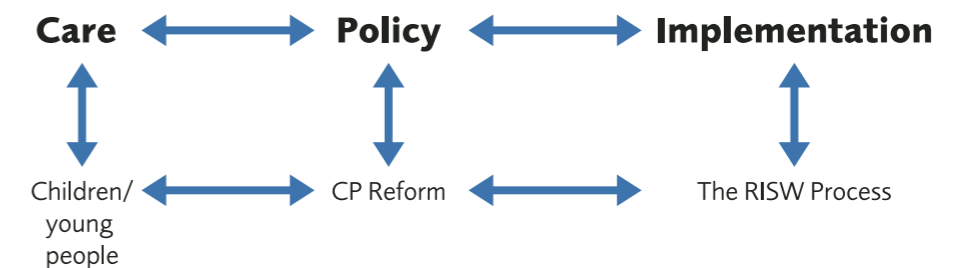 Care Policy Implementation
Children/ CP Reform The RISW Process
young
people